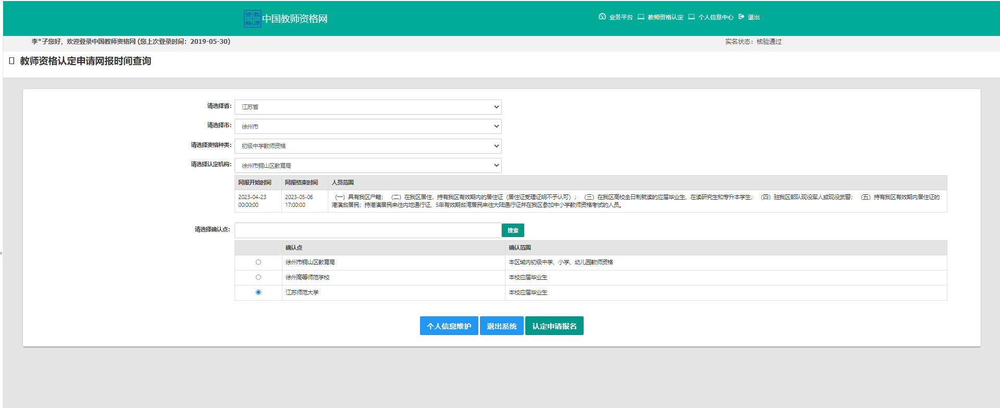 资教格师 中国教师资格网 业务平台 教师资格认定 个人信息中心 退出
李*子您好，欢迎登录中国教师资格网 (您上次登录时间：2019-05-30) 实名状态：核验通过
教师资格认定申请网报时间查询
请选择省： 江苏省
请选择市： 徐州市
请选择资格种类： 初级中学教师资格
请选择认定机构： 徐州市铜山区教育局
网报开始时间 网报结束时间 人员范围
2023-04-23 00:00:00 2023-05-06 17:00:00 （一）具有我区户籍； （二）在我区居住，持有我区有效期内的居住证（居住证受理证明不予认可）； （三）在我区高校全日制就读的应届毕业生、在读研究生和专升本学生； （四）驻我区部队现役军人或现役武警； （五）持有我区有效期内居住证的
港澳台居民；持港澳居民来往内地通行证、5年有效期台湾居民来往大陆通行证并在我区参加中小学教师资格考试的人员。
请选择确认点： 搜索
确认点 确认范围
徐州市铜山区教育局 本区域内初级中学、小学、幼儿园教师资格
徐州高等师范学校 本校应届毕业生
江苏师范大学 本校应届毕业生
个人信息维护 退出系统 认定申请报名